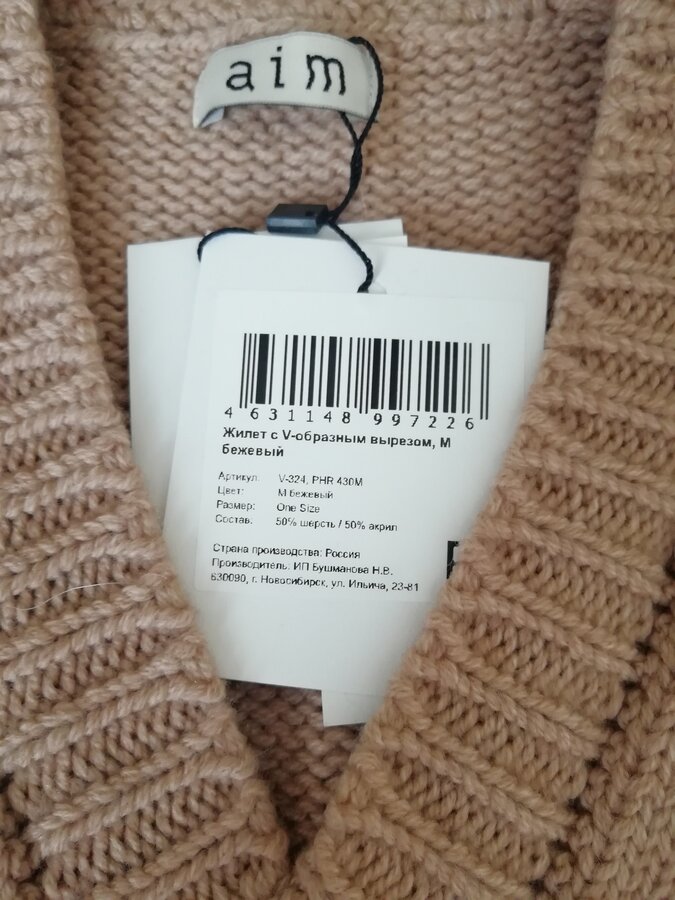 aim
4 631148 997226
Жилет с V-образным вырезом, М
бежевый
Артикул: V-324, PHR 430M
Цвет: М бежевый
Размер: One Size
Состав: 50% шерсть / 50% акрил
Страна производства: Россия
Производитель: ИП Бушманова Н.В.
630090, г. Новосибирск, ул. Ильича, 23-81